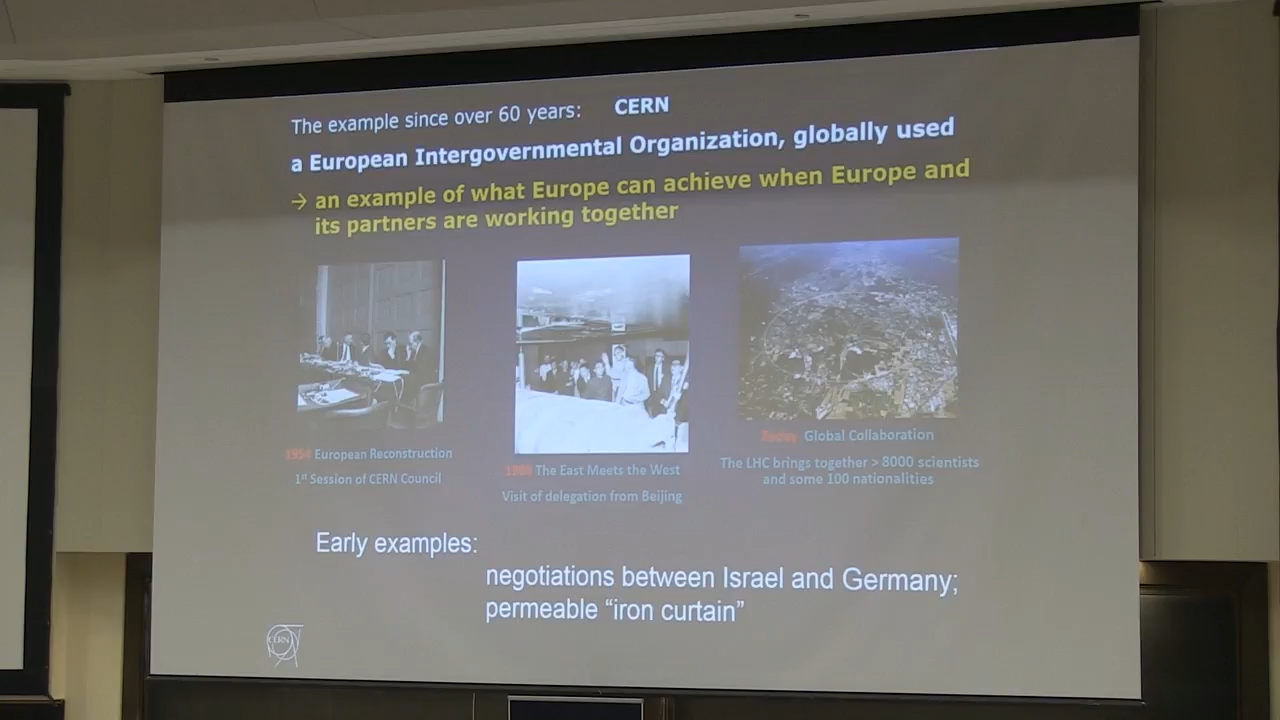 The example since over 60 years: CERN
a European Intergovernmental Organization, globally used
→ an example of what Europe can achieve when Europe and
its partners are working together
1954 European Reconstruction
1st Session of CERN Council
The East Meets the West
Visit of delegation from Beijing
Today Global Collaboration
The LHC brings together > 8000 scientists
and some 100 nationalities
Early examples:
negotiations between Israel and Germany;
permeable “iron curtain”
CERN